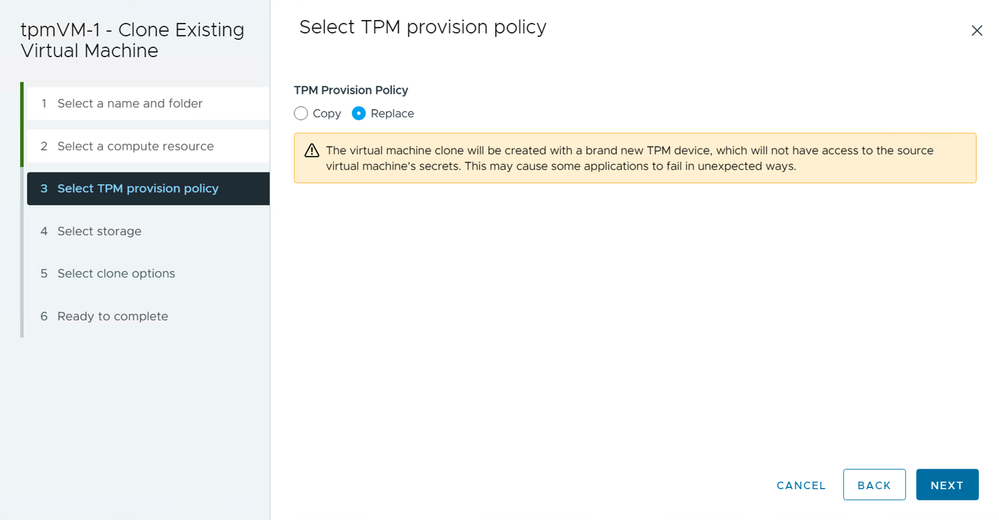 tpmVM-1 - Clone Existing
Virtual Machine
1 Select a name and folder
2 Select a compute resource
3 Select TPM provision policy
4 Select storage
5 Select clone options
6 Ready to complete
Select TPM provision policy
TPM Provision Policy
Copy Replace
The virtual machine clone will be created with a brand new TPM device, which will not have access to the source
virtual machine's secrets. This may cause some applications to fail in unexpected ways.
CANCEL BACK NEXT